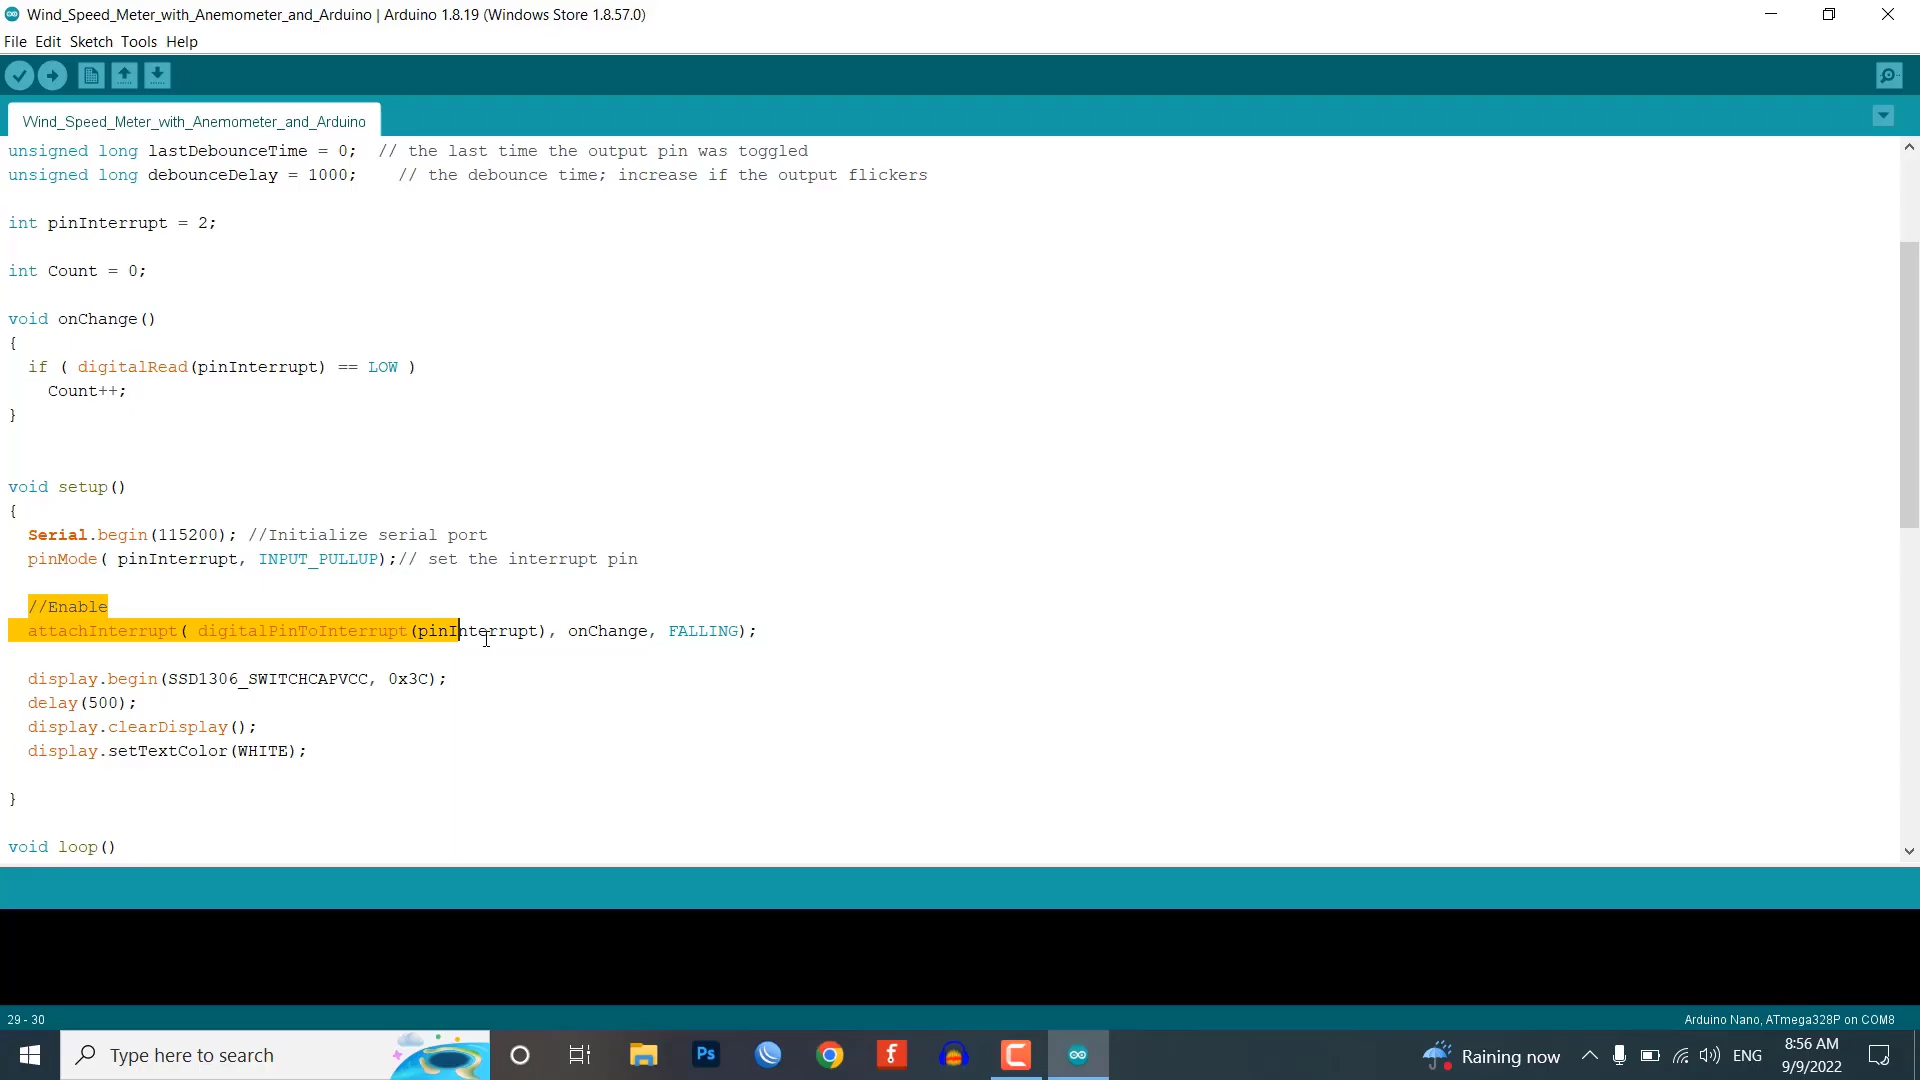 Wind_Speed_Meter_with_Anemometer_and_Arduino | Arduino 1.8.19 (Windows Store 1.8.57.0)
File Edit Sketch Tools Help
Wind_Speed_Meter_with_Anemometer_and_Arduino
unsigned long lastDebounceTime = 0;  // the last time the output pin was toggled
unsigned long debounceDelay = 1000;    // the debounce time; increase if the output flickers
int pinInterrupt = 2;
int Count = 0;
void onChange()
{
if ( digitalRead(pinInterrupt) == LOW )
Count++;
}
void setup()
{
Serial.begin(115200); //Initialize serial port
pinMode( pinInterrupt, INPUT_PULLUP);// set the interrupt pin
//Enable
attachInterrupt( digitalPinToInterrupt(pinInterrupt), onChange, FALLING);
display.begin(SSD1306_SWITCHCAPVCC, 0x3C);
delay(500);
display.clearDisplay();
display.setTextColor(WHITE);
}
void loop()
29 - 30
Arduino Nano, ATmega328P on COM8
Type here to search
Ps
Raining now
ENG
8:56 AM
9/9/2022